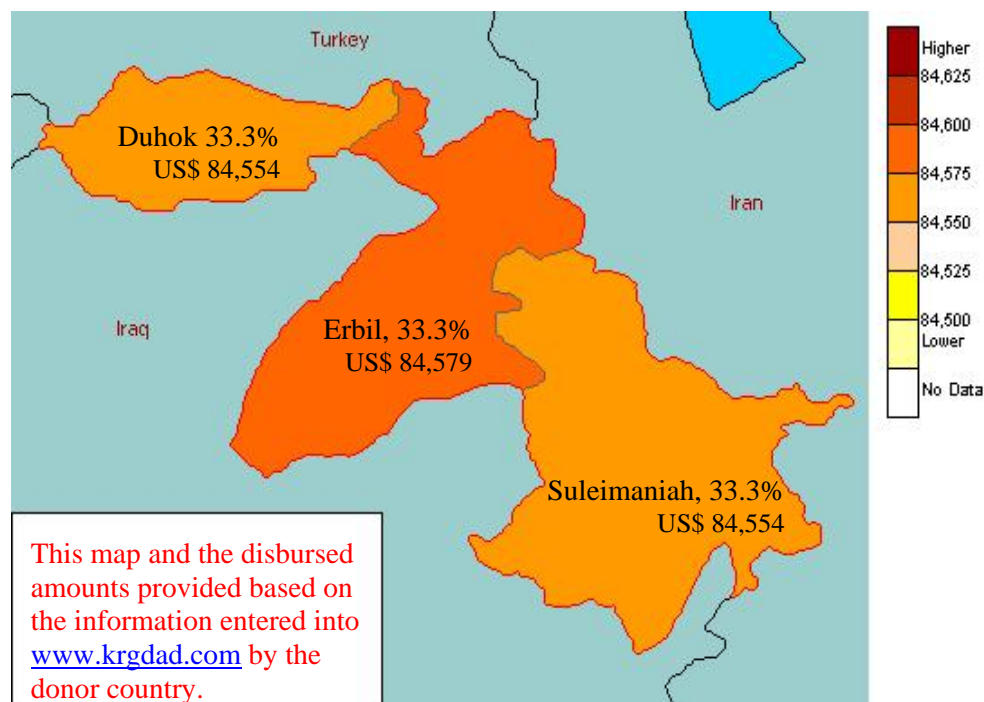 Turkey
Duhok 33.3%
US$ 84,554
Iran
Iraq
Erbil, 33.3%
US$ 84,579
Suleimaniah, 33.3%
US$ 84,554
This map and the disbursed
amounts provided based on
the information entered into
www.krgdad.com by the
donor country.
Higher
84,625
84,600
84,575
84,550
84,525
84,500
Lower
No Data